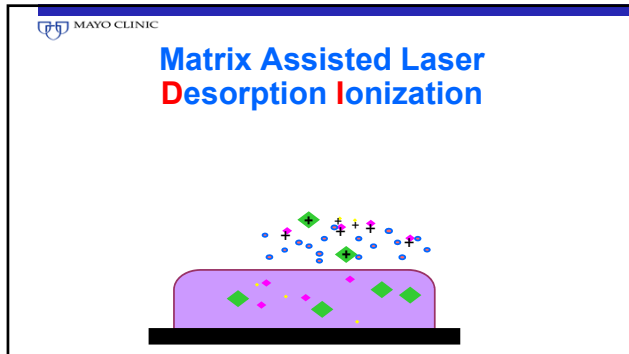 MAYO CLINIC
Matrix Assisted Laser
Desorption Ionization